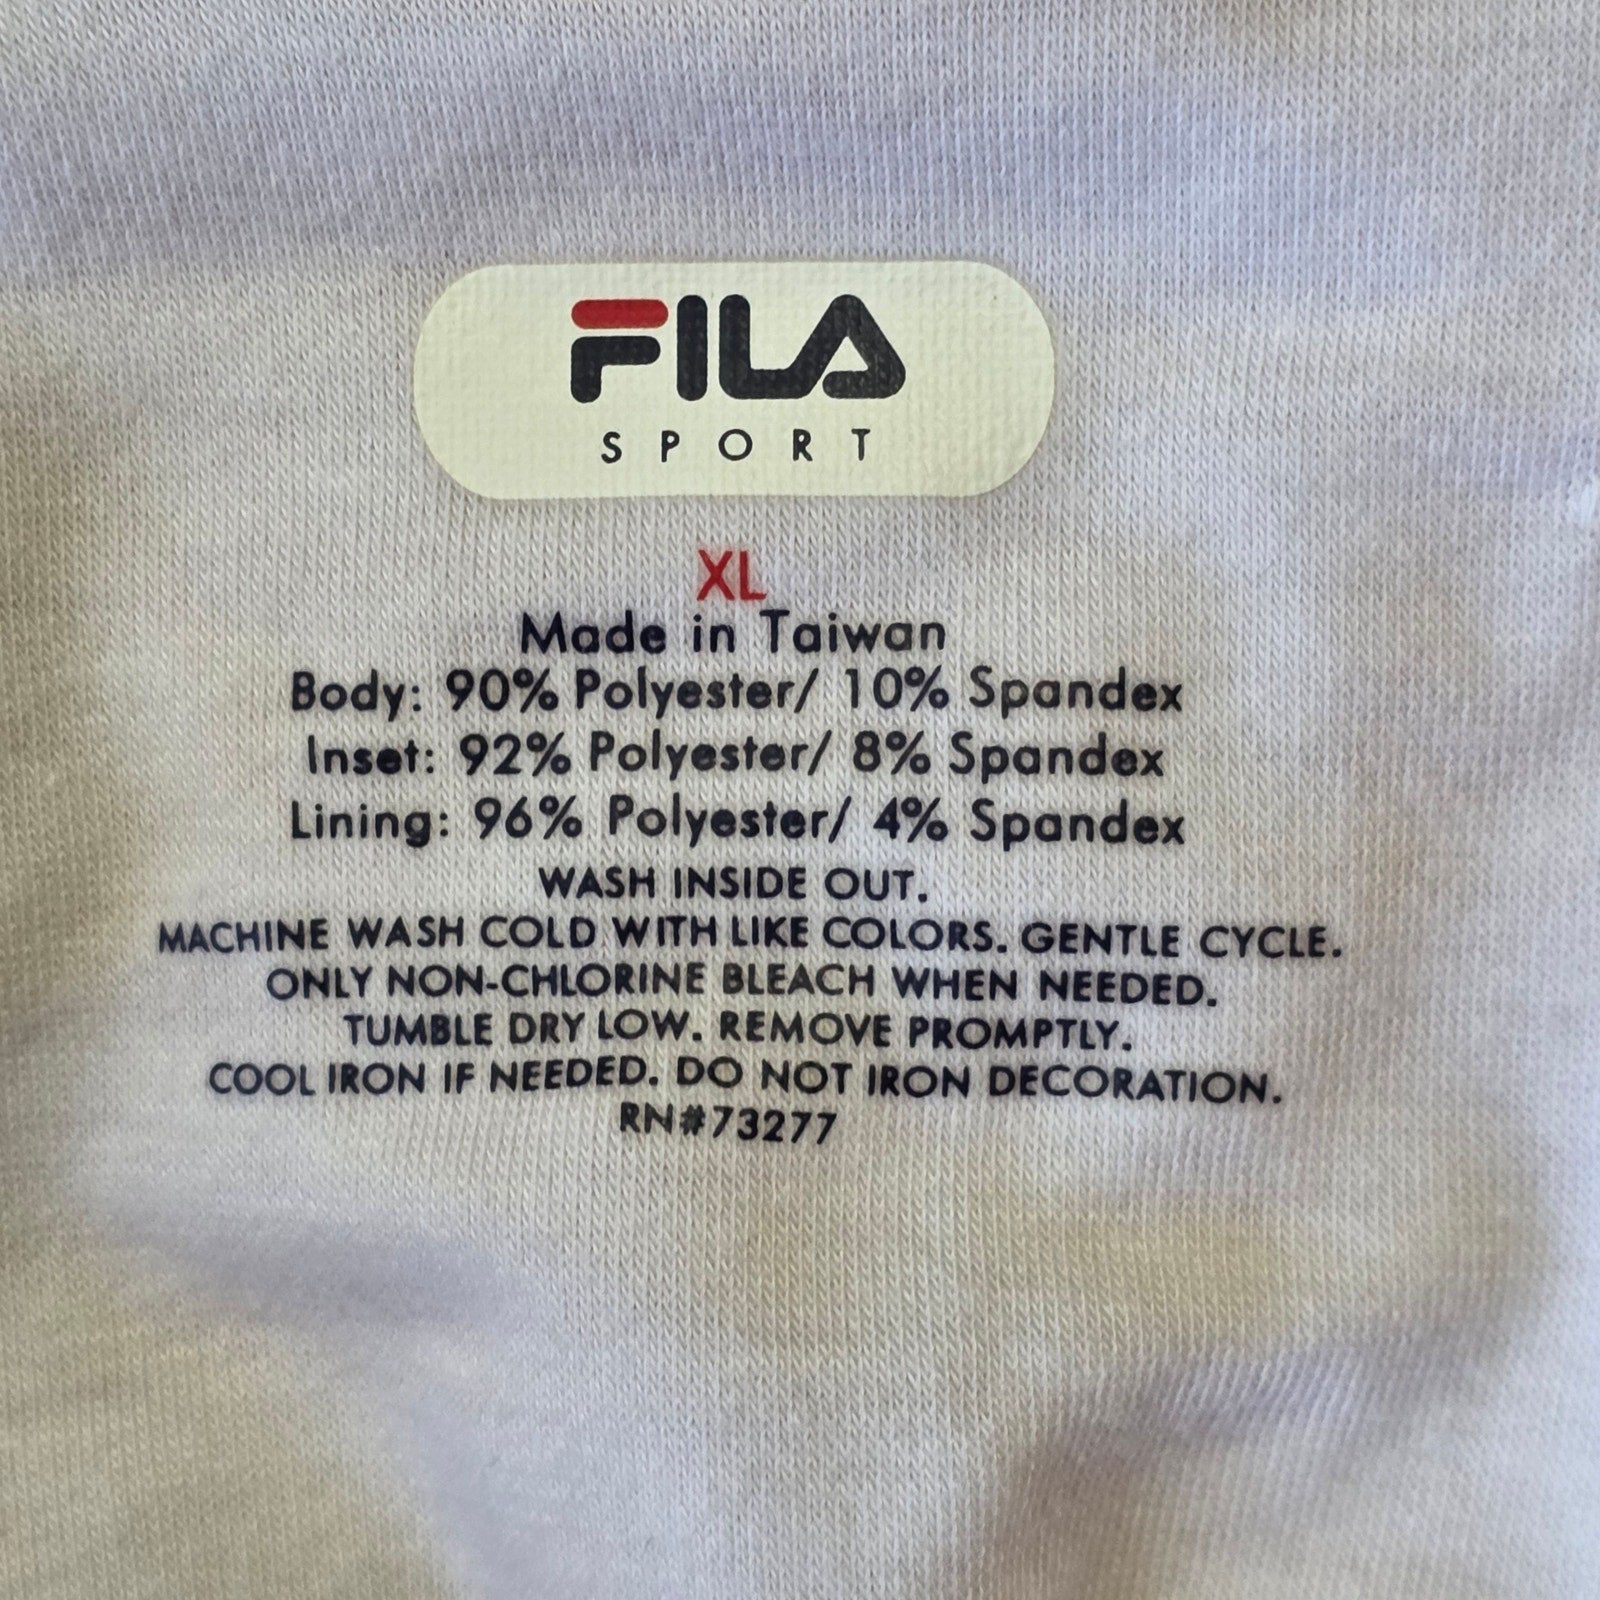 FILA
SPORT
XL
Made in Taiwan
Body: 90% Polyester/ 10% Spandex
Inset: 92% Polyester/ 8% Spandex
Lining: 96% Polyester/ 4% Spandex
WASH INSIDE OUT.
MACHINE WASH COLD WITH LIKE COLORS. GENTLE CYCLE.
ONLY NON-CHLORINE BLEACH WHEN NEEDED.
TUMBLE DRY LOW. REMOVE PROMPTLY.
COOL IRON IF NEEDED. DO NOT IRON DECORATION.
RN#73277